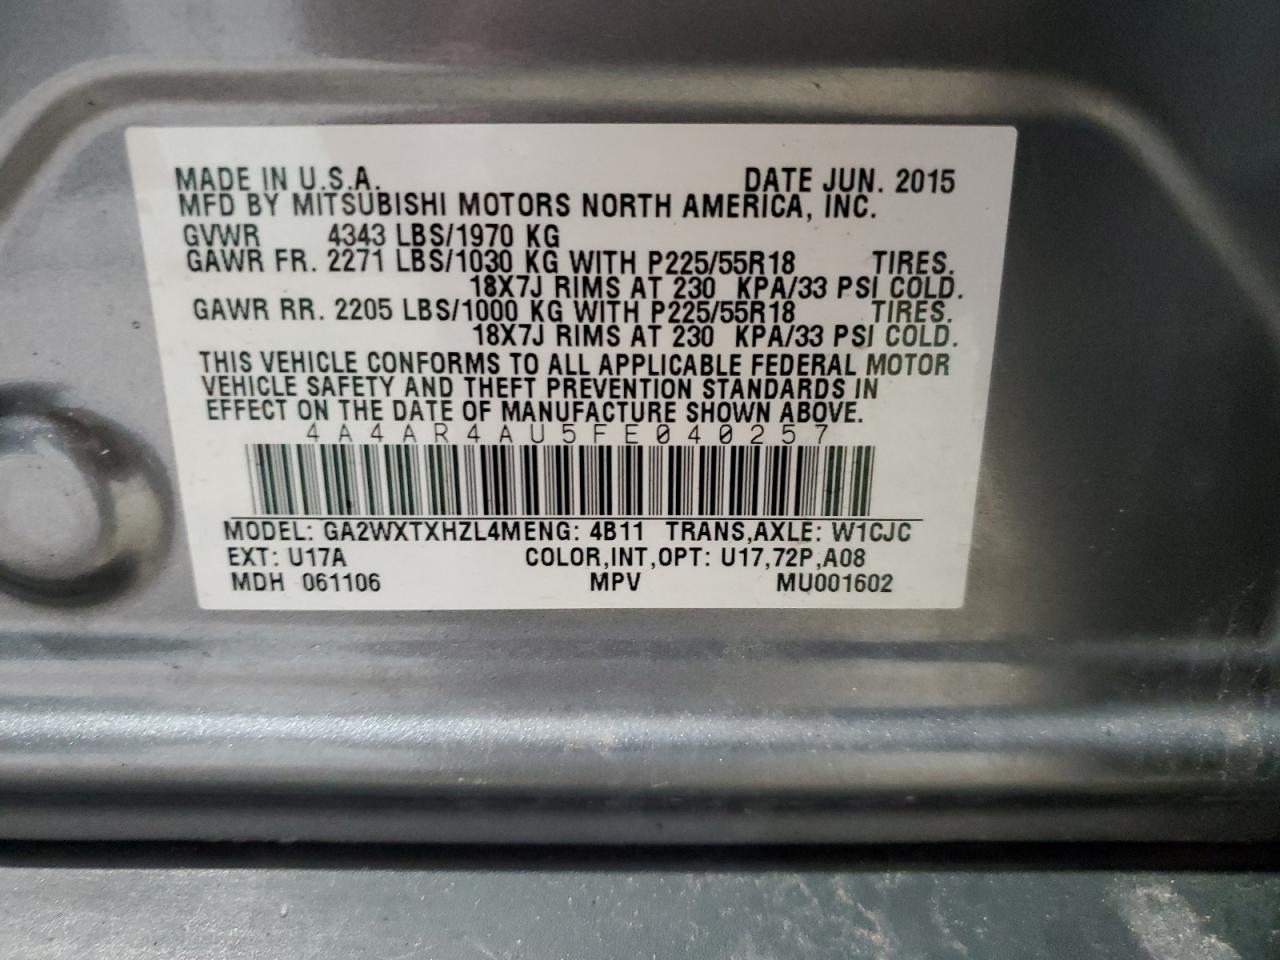 MADE IN U.S.A. DATE JUN. 2015
MFD BY MITSUBISHI MOTORS NORTH AMERICA, INC.
GVWR 4343 LBS/1970 KG
GAWR FR. 2271 LBS/1030 KG WITH P225/55R18 TIRES.
18X7J RIMS AT 230 KPA/33 PSI COLD.
GAWR RR. 2205 LBS/1000 KG WITH P225/55R18 TIRES.
18X7J RIMS AT 230 KPA/33 PSI COLD.
THIS VEHICLE CONFORMS TO ALL APPLICABLE FEDERAL MOTOR
VEHICLE SAFETY AND THEFT PREVENTION STANDARDS IN
EFFECT ON THE DATE OF MANUFACTURE SHOWN ABOVE.
4A4AR4AU5FE040257
MODEL: GA2WXTXHZL4MENG: 4B11 TRANS,AXLE: W1CJC
EXT: U17A COLOR,INT,OPT: U17,72P,A08
MDH 061106 MPV MU001602